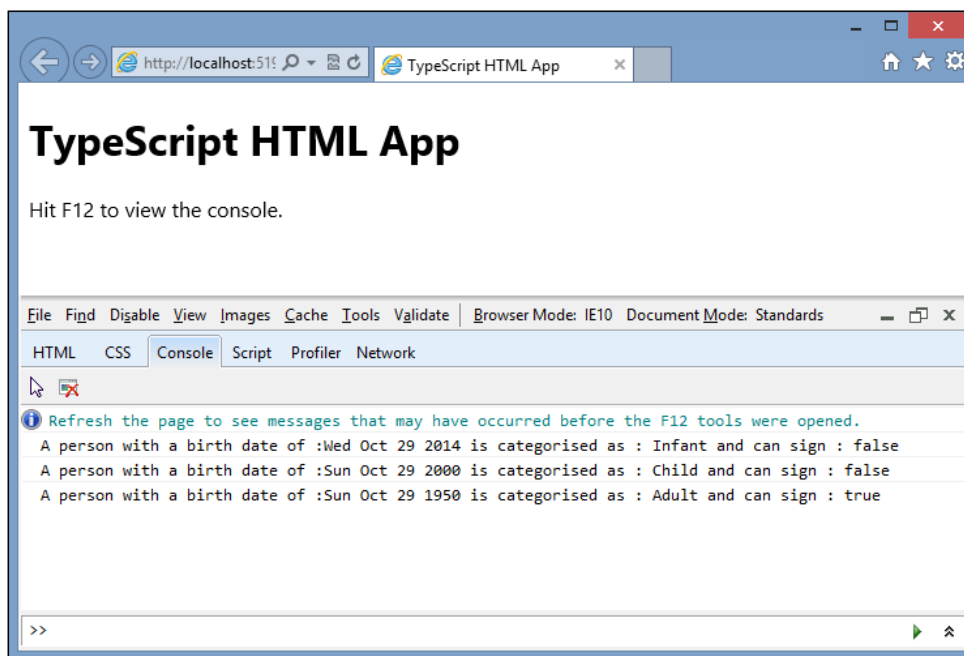 http://localhost:519
TypeScript HTML App
TypeScript HTML App
Hit F12 to view the console.
File Find Disable View Images Cache Tools Validate Browser Mode: IE10 Document Mode: Standards
HTML CSS Console Script Profiler Network
Refresh the page to see messages that may have occurred before the F12 tools were opened.
A person with a birth date of :Wed Oct 29 2014 is categorised as : Infant and can sign : false
A person with a birth date of :Sun Oct 29 2000 is categorised as : Child and can sign : false
A person with a birth date of :Sun Oct 29 1950 is categorised as : Adult and can sign : true
>>